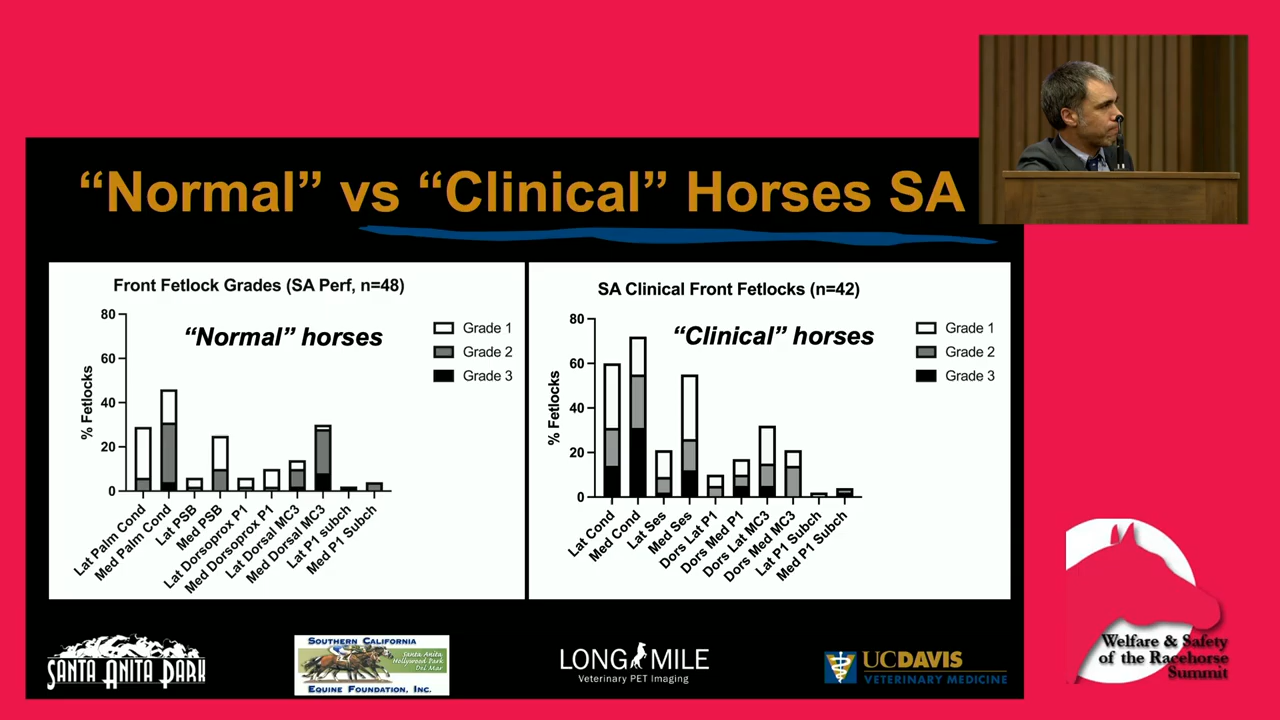 “Normal” vs “Clinical” Horses SA
Front Fetlock Grades (SA Perf, n=48)
“Normal” horses
Grade 1
Grade 2
Grade 3
% Fetlocks
80
60
40
20
0
Lat Palm Cond
Med Palm Cond
Lat PSB
Med PSB
Lat Dorsoprox P1
Med Dorsoprox P1
Lat Dorsal MC3
Med Dorsal MC3
Lat P1 Subch
Med P1 Subch
SA Clinical Front Fetlocks (n=42)
“Clinical” horses
Grade 1
Grade 2
Grade 3
% Fetlocks
80
60
40
20
0
Lat Cond
Med Cond
Lat Ses
Med Ses
Dors Lat P1
Dors Med P1
Dors Lat MC3
Dors Med MC3
Lat P1 Subch
Med P1 Subch
SANTA ANITA PARK
SOUTHERN CALIFORNIA
Santa Anita
Hollywood Park
Del Mar
EQUINE FOUNDATION, INC.
LONG MILE
Veterinary PET Imaging
UCDAVIS
VETERINARY MEDICINE
Welfare & Safety
of the Racehorse
Summit